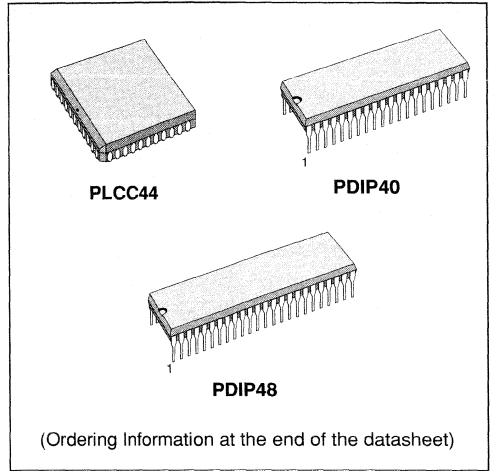 PLCC44
1
PDIP40
1
PDIP48
(Ordering Information at the end of the datasheet)